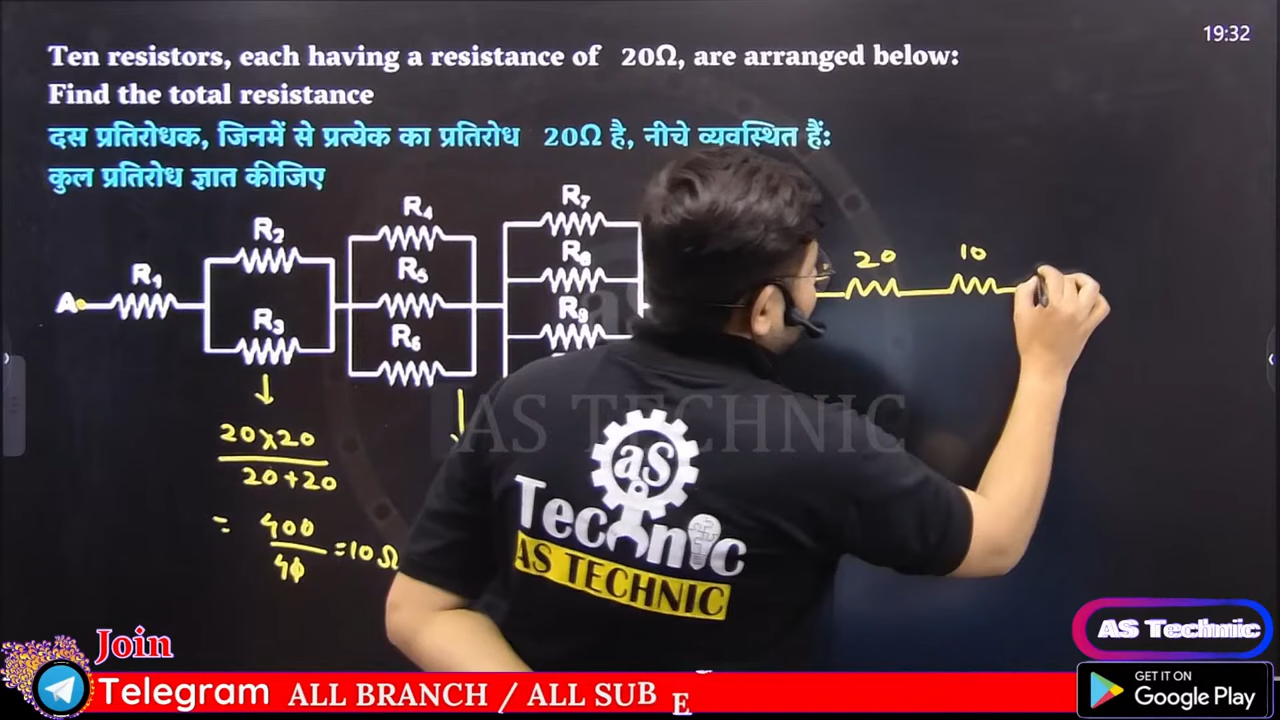 19:32
Ten resistors, each having a resistance of 20Ω, are arranged below:
Find the total resistance
दस प्रतिरोधक, जिनमें से प्रत्येक का प्रतिरोध 20Ω है, नीचे व्यवस्थित हैं:
कुल प्रतिरोध ज्ञात कीजिए
R₁
R₂
R₃
R₄
R₅
R₆
R₇
R₈
R₉
A
20 10
20×20
20+20
= 400
40
=10Ω
AS TECHNIC
aS
Technic
AS TECHNIC
AS Technic
Join
Telegram ALL BRANCH / ALL SUB E
GET IT ON
Google Play